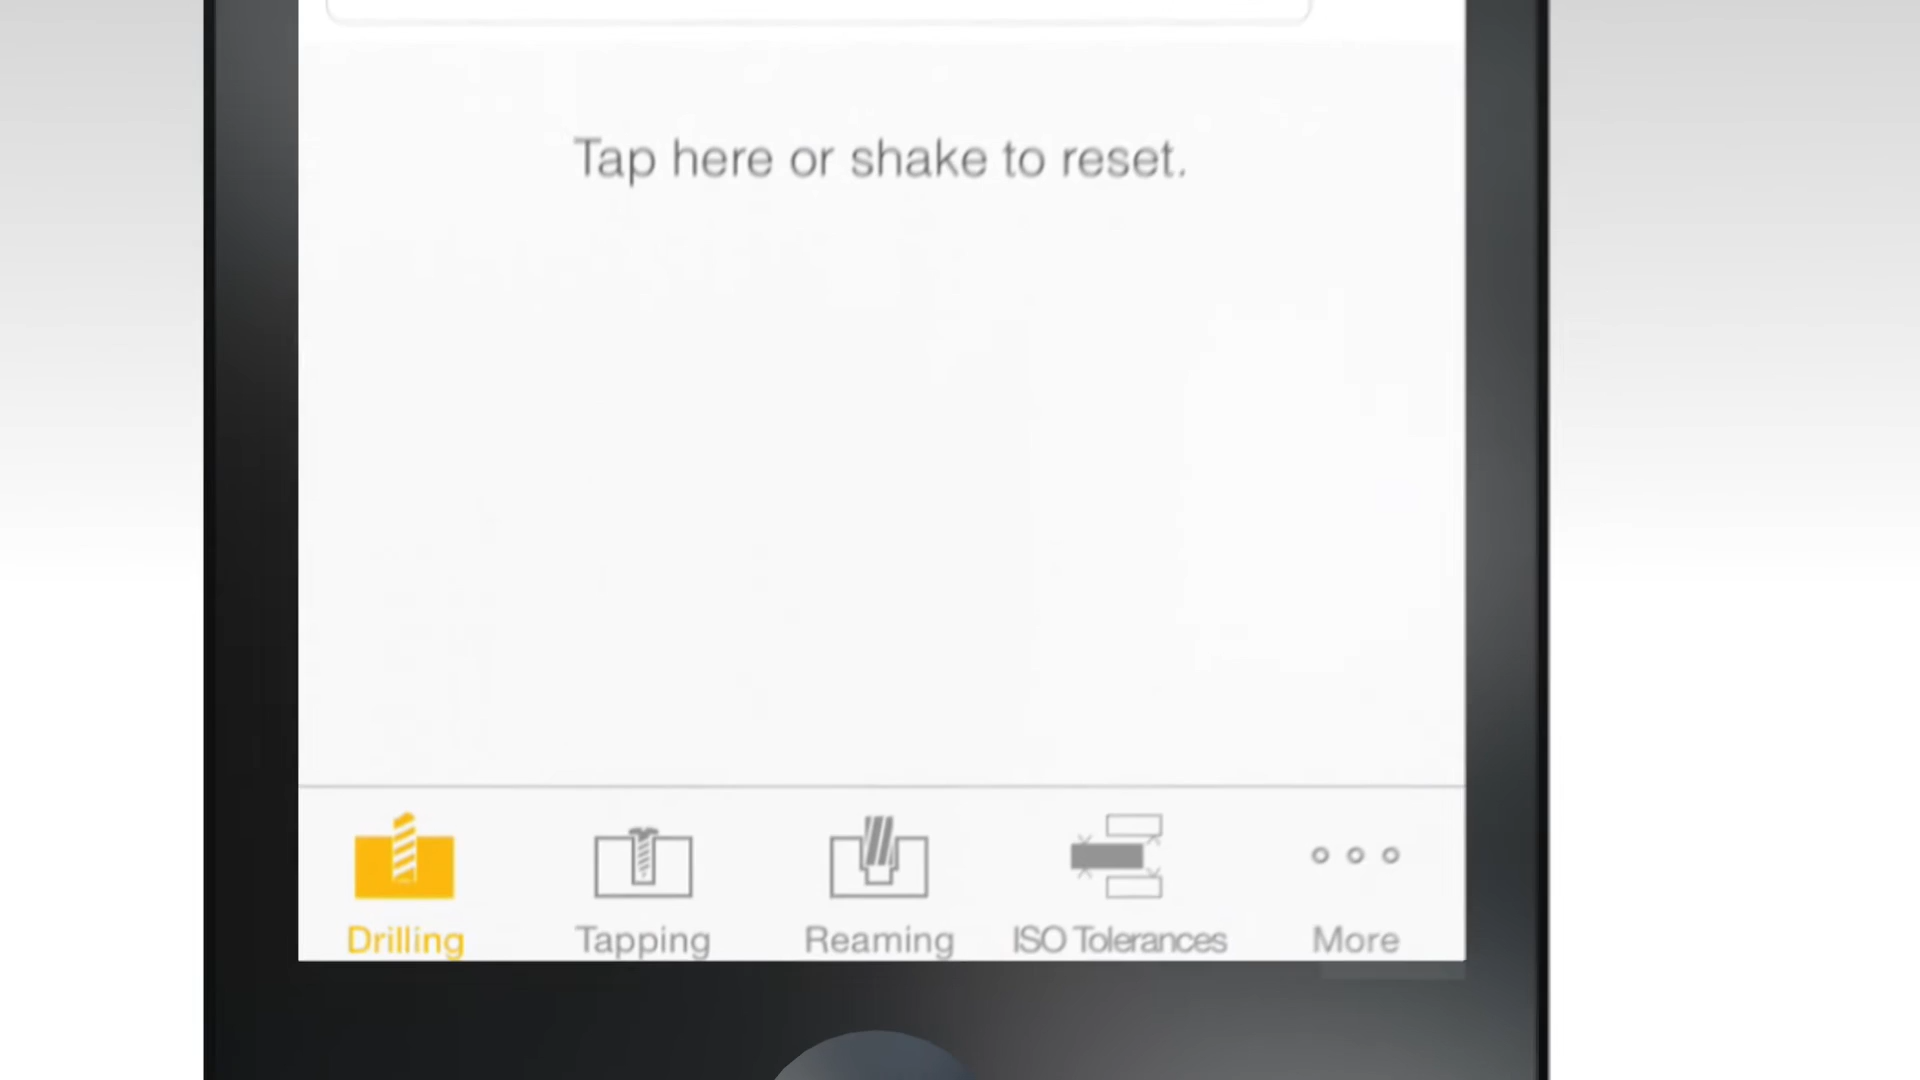 Tap here or shake to reset.
Drilling
Tapping
Reaming
ISO Tolerances
More